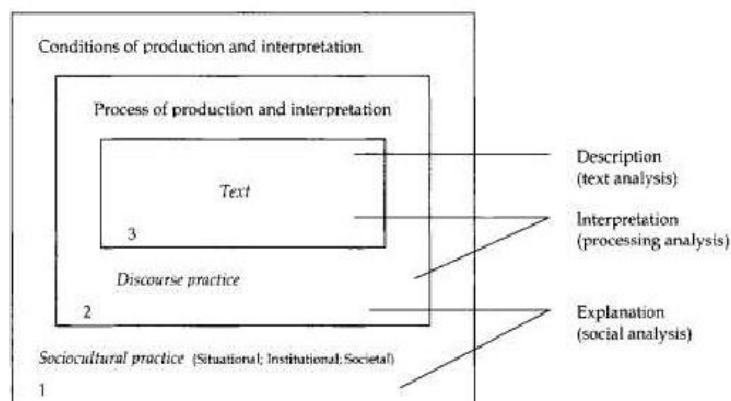 Conditions of production and interpretation
Process of production and interpretation
Text
3
Discourse practice
2
Sociocultural practice (Situational; Institutional; Societal)
1
Description
(text analysis)
Interpretation
(processing analysis)
Explanation
(social analysis)